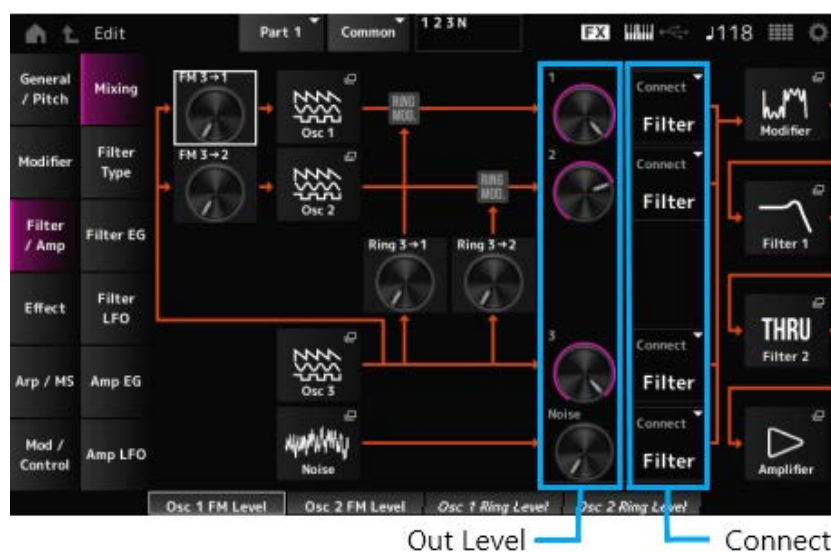 Edit
Part 1
Common
1 2 3 N
FX
♩118
General / Pitch
Modifier
Filter / Amp
Effect
Arp / MS
Mod / Control
Mixing
Filter Type
Filter EG
Filter LFO
Amp EG
Amp LFO
FM 3→1
Osc 1
RING MOD.
1
Connect
Filter
Modifier
FM 3→2
Osc 2
RING MOD.
2
Connect
Filter
Filter 1
Ring 3→1
Ring 3→2
Osc 3
3
Connect
Filter
THRU
Filter 2
Noise
Noise
Connect
Filter
Amplifier
Osc 1 FM Level
Osc 2 FM Level
Osc 1 Ring Level
Osc 2 Ring Level
Out Level
Connect